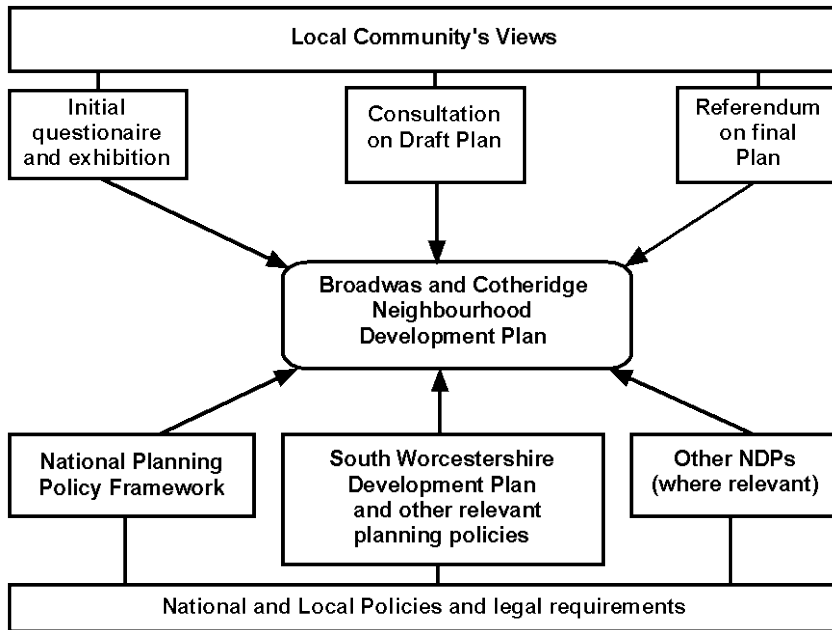 Local Community's Views
Initial
questionaire
and exhibition
Consultation
on Draft Plan
Referendum
on final
Plan
Broadwas and Cotheridge
Neighbourhood
Development Plan
National Planning
Policy Framework
South Worcestershire
Development Plan
and other relevant
planning policies
Other NDPs
(where relevant)
National and Local Policies and legal requirements